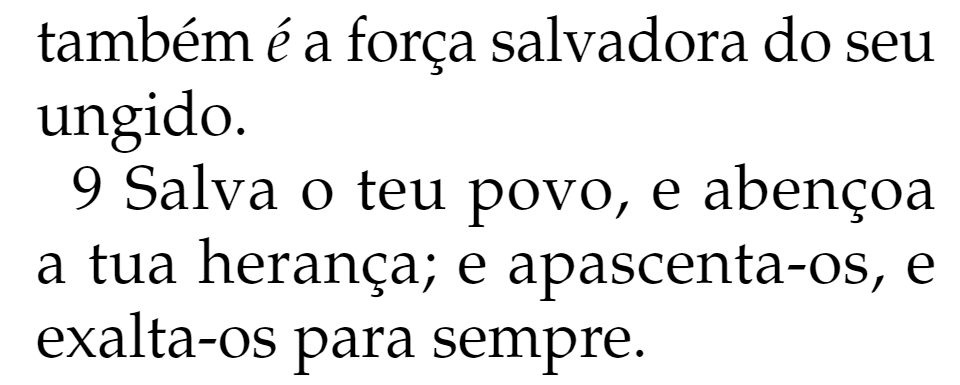 também é a força salvadora do seu
ungido.
9 Salva o teu povo, e abençoa
a tua herança; e apascenta-os, e
exalta-os para sempre.